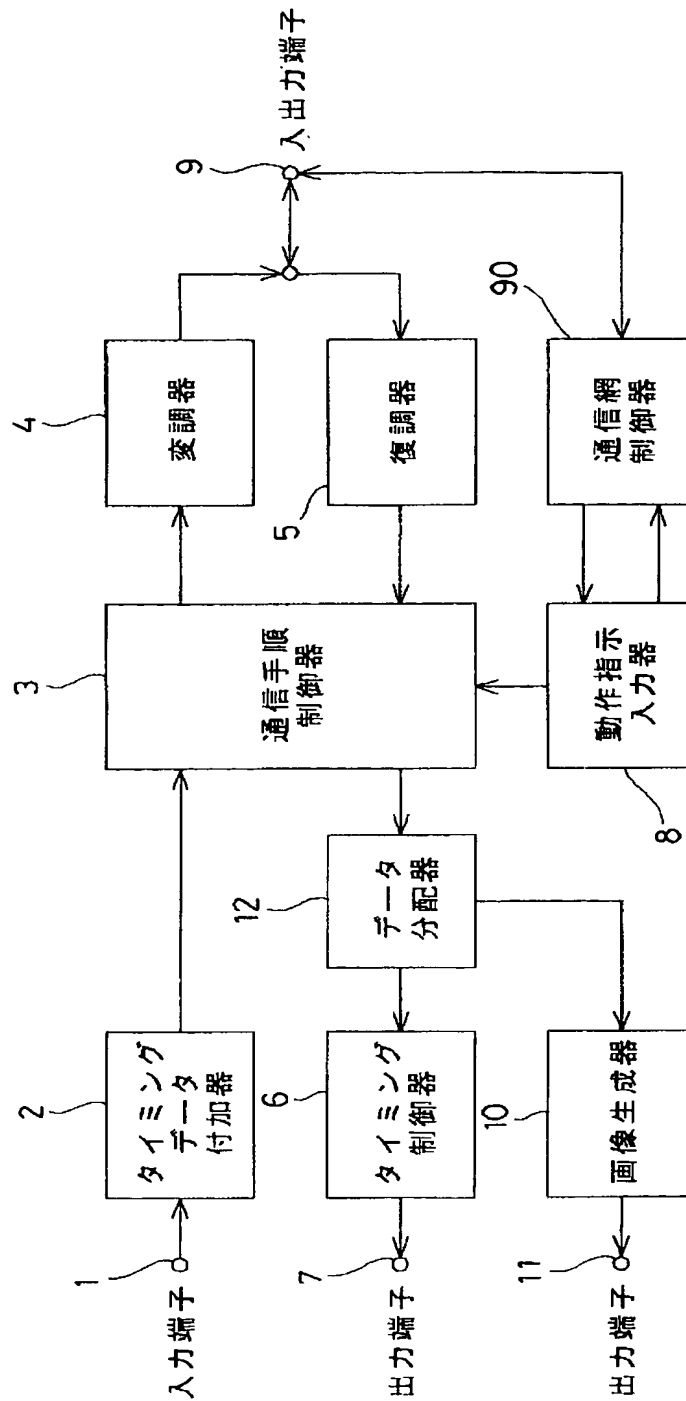 入力端子
1
2
タイミング
データ
付加器
3
通信手順
制御器
4
変調器
9
入出力端子
出力端子
7
6
タイミング
制御器
12
データ
分配器
5
復調器
出力端子
11
10
画像生成器
8
動作指示
入力器
90
通信網
制御器